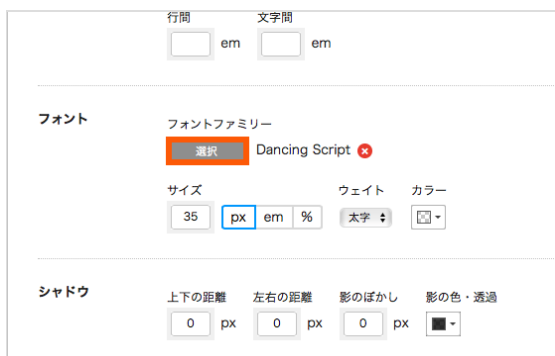 行間 文字間
em em
フォント
フォントファミリー
選択 Dancing Script
サイズ ウェイト カラー
35 px em % 太字
シャドウ
上下の距離 左右の距離 影のぼかし 影の色・透過
0 px 0 px 0 px